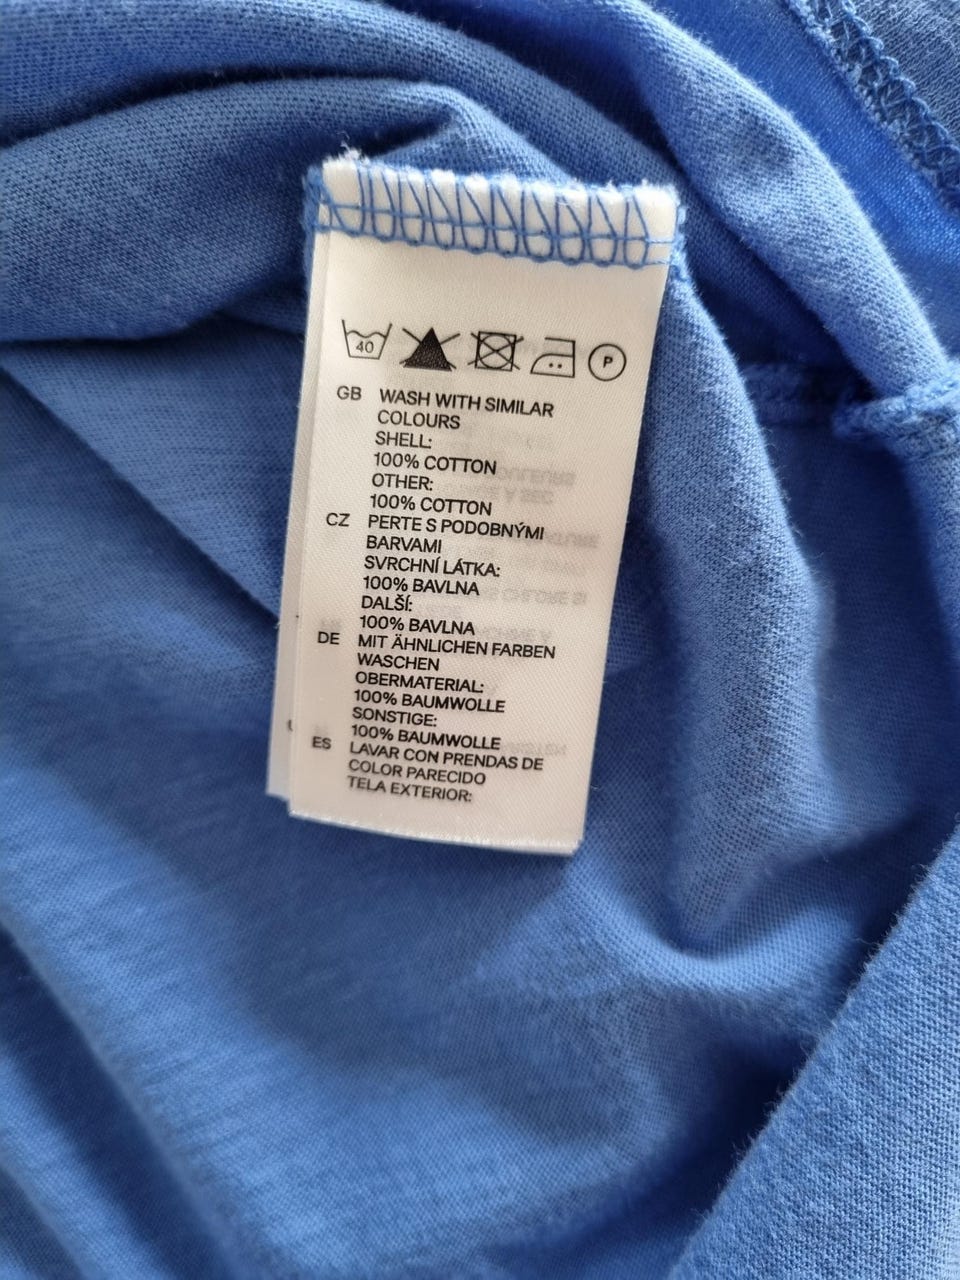 40 P
GB WASH WITH SIMILAR
COLOURS
SHELL:
100% COTTON
OTHER:
100% COTTON
CZ PERTE S PODOBNÝMI
BARVAMI
SVRCHNÍ LÁTKA:
100% BAVLNA
DALŠÍ:
100% BAVLNA
DE MIT ÄHNLICHEN FARBEN
WASCHEN
OBERMATERIAL:
100% BAUMWOLLE
SONSTIGE:
100% BAUMWOLLE
ES LAVAR CON PRENDAS DE
COLOR PARECIDO
TELA EXTERIOR: